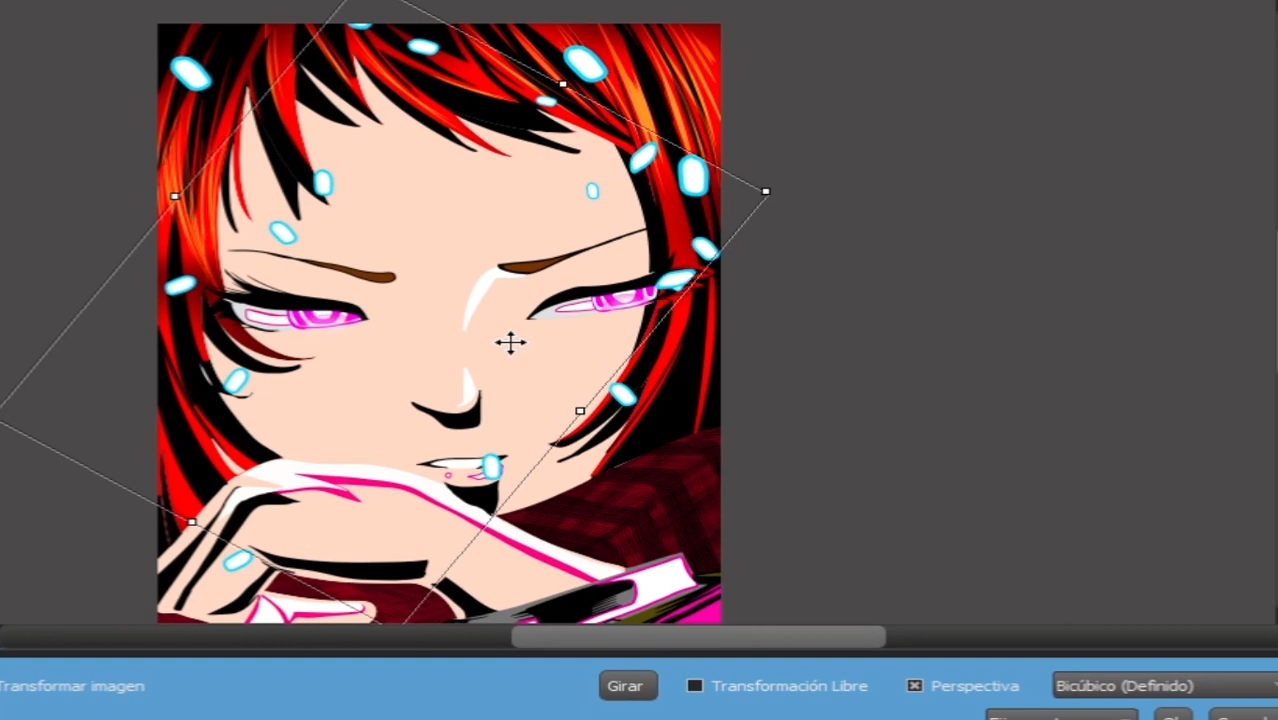 Transformar imagen
Girar
Transformación Libre
Perspectiva
Bicúbico (Definido)